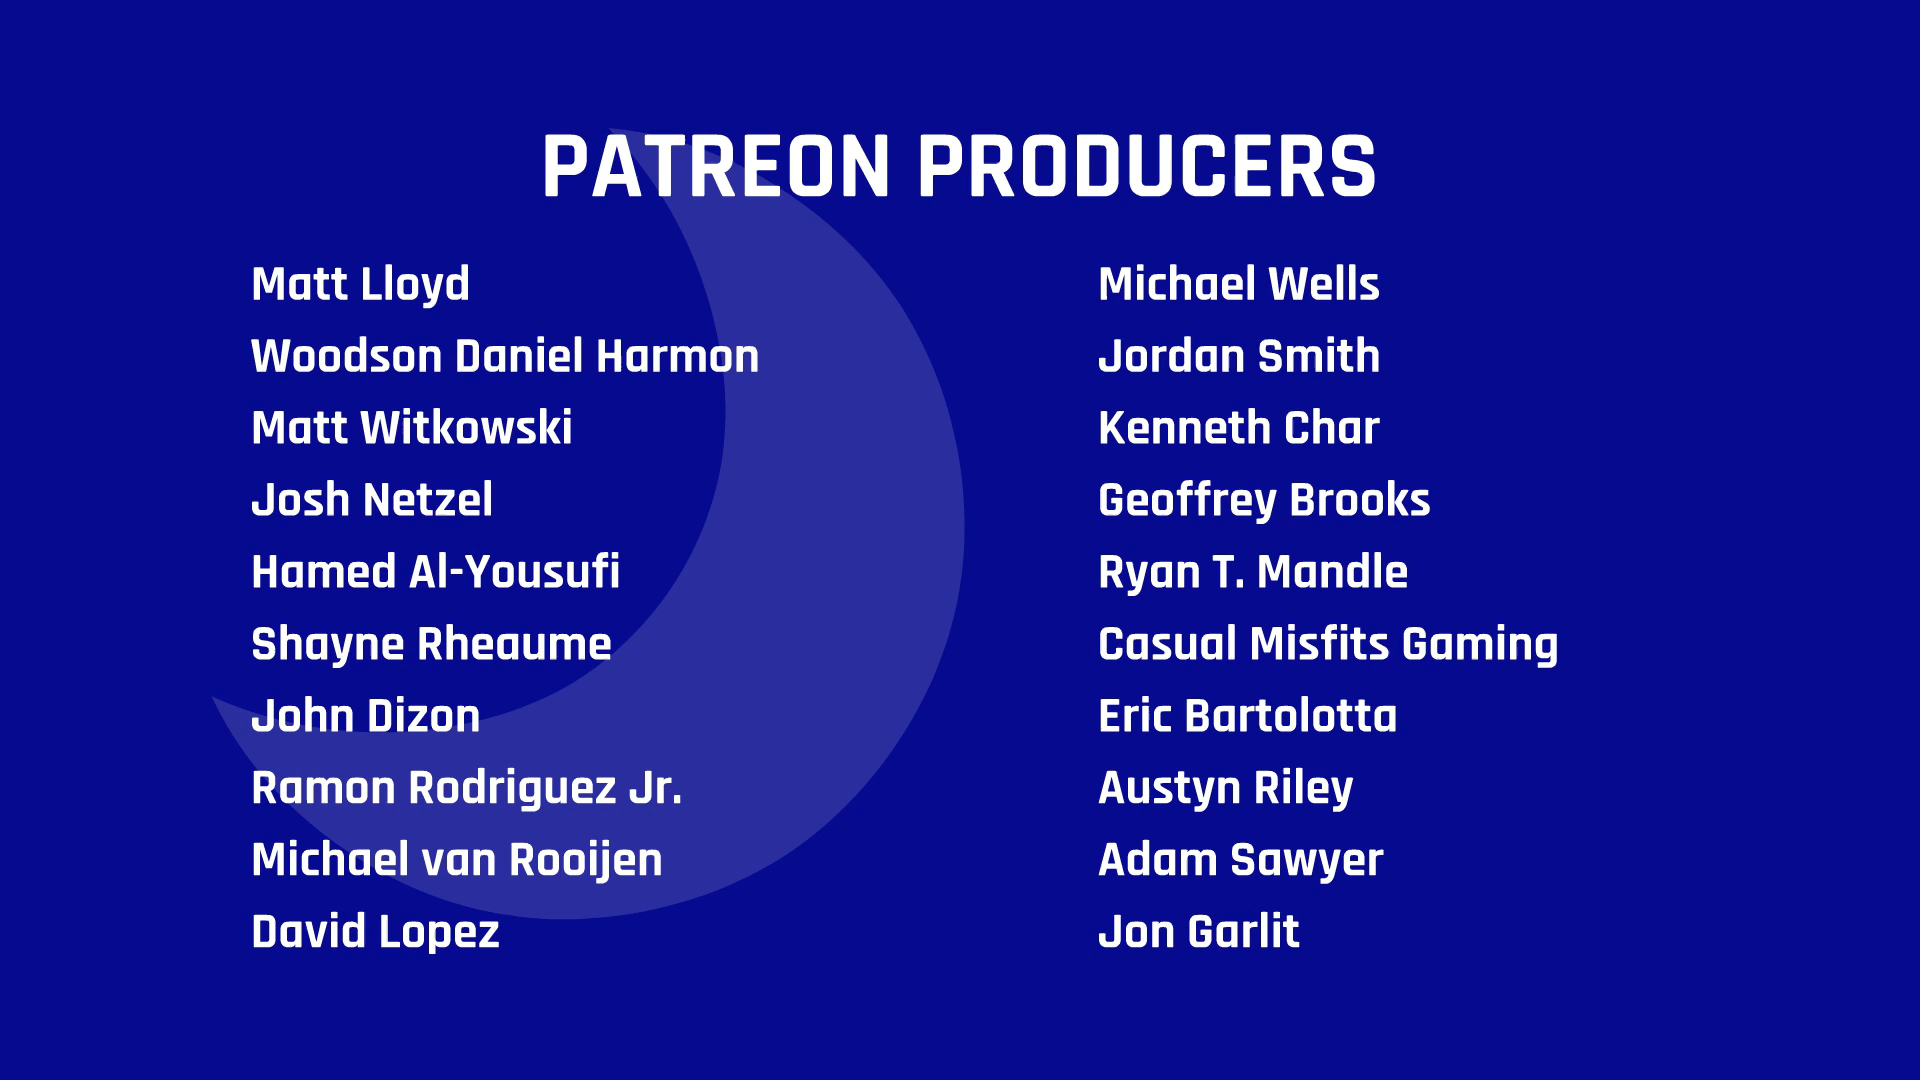 PATREON PRODUCERS
Matt Lloyd
Woodson Daniel Harmon
Matt Witkowski
Josh Netzel
Hamed Al-Yousufi
Shayne Rheaume
John Dizon
Ramon Rodriguez Jr.
Michael van Rooijen
David Lopez
Michael Wells
Jordan Smith
Kenneth Char
Geoffrey Brooks
Ryan T. Mandle
Casual Misfits Gaming
Eric Bartolotta
Austyn Riley
Adam Sawyer
Jon Garlit